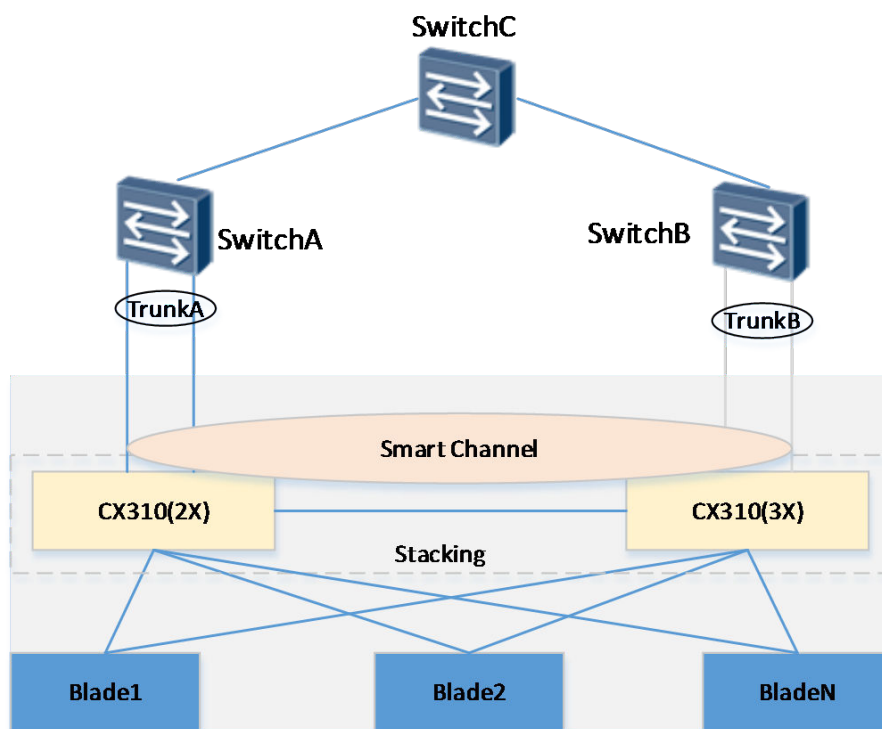 SwitchC
SwitchA
SwitchB
TrunkA
TrunkB
Smart Channel
CX310(2X)
CX310(3X)
Stacking
Blade1
Blade2
BladeN